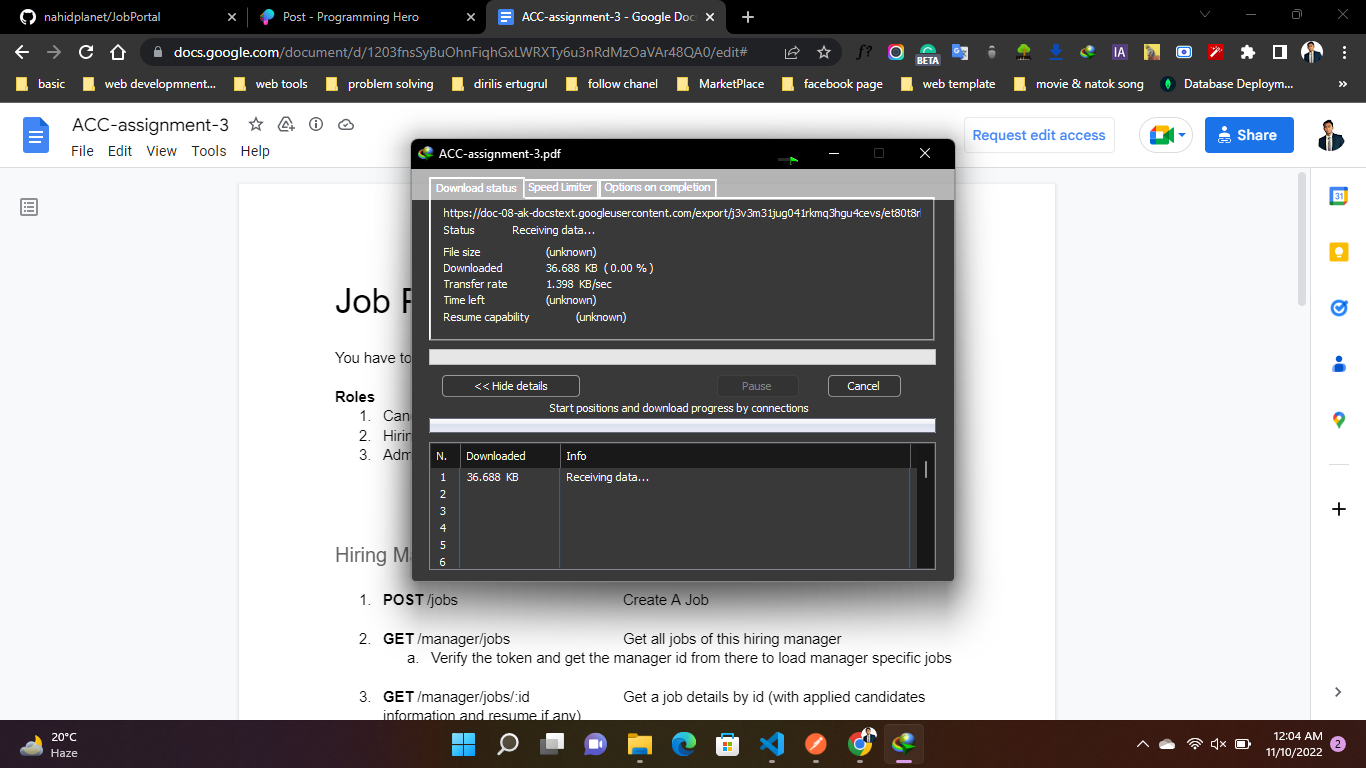 nahidplanet/JobPortal
Post - Programming Hero
ACC-assignment-3 - Google Docs
docs.google.com/document/d/1203fnsSyBuOhnFiqhGxLWRXTy6u3nRdMzOaVAr48QA0/edit#
f?
BETA
IA
basic
web developmnent...
web tools
problem solving
dirilis ertugrul
follow chanel
MarketPlace
facebook page
web template
movie & natok song
Database Deploym...
»
ACC-assignment-3
File Edit View Tools Help
Request edit access
Share
31
Job P
You have to
Roles
1. Can
2. Hirin
3. Adm
Hiring Ma
1. POST /jobs Create A Job
2. GET /manager/jobs Get all jobs of this hiring manager
a. Verify the token and get the manager id from there to load manager specific jobs
3. GET /manager/jobs/:id Get a job details by id (with applied candidates
information and resume if any)
ACC-assignment-3.pdf
Download status
Speed Limiter
Options on completion
https://doc-08-ak-docstext.googleusercontent.com/export/j3v3m31jug041rkmq3hgu4cevs/et80t8rl
Status Receiving data...
File size (unknown)
Downloaded 36.688 KB ( 0.00 % )
Transfer rate 1.398 KB/sec
Time left (unknown)
Resume capability (unknown)
<< Hide details
Pause
Cancel
Start positions and download progress by connections
N. Downloaded Info
1 36.688 KB Receiving data...
2
3
4
5
6
20°C
Haze
12:04 AM
11/10/2022
2